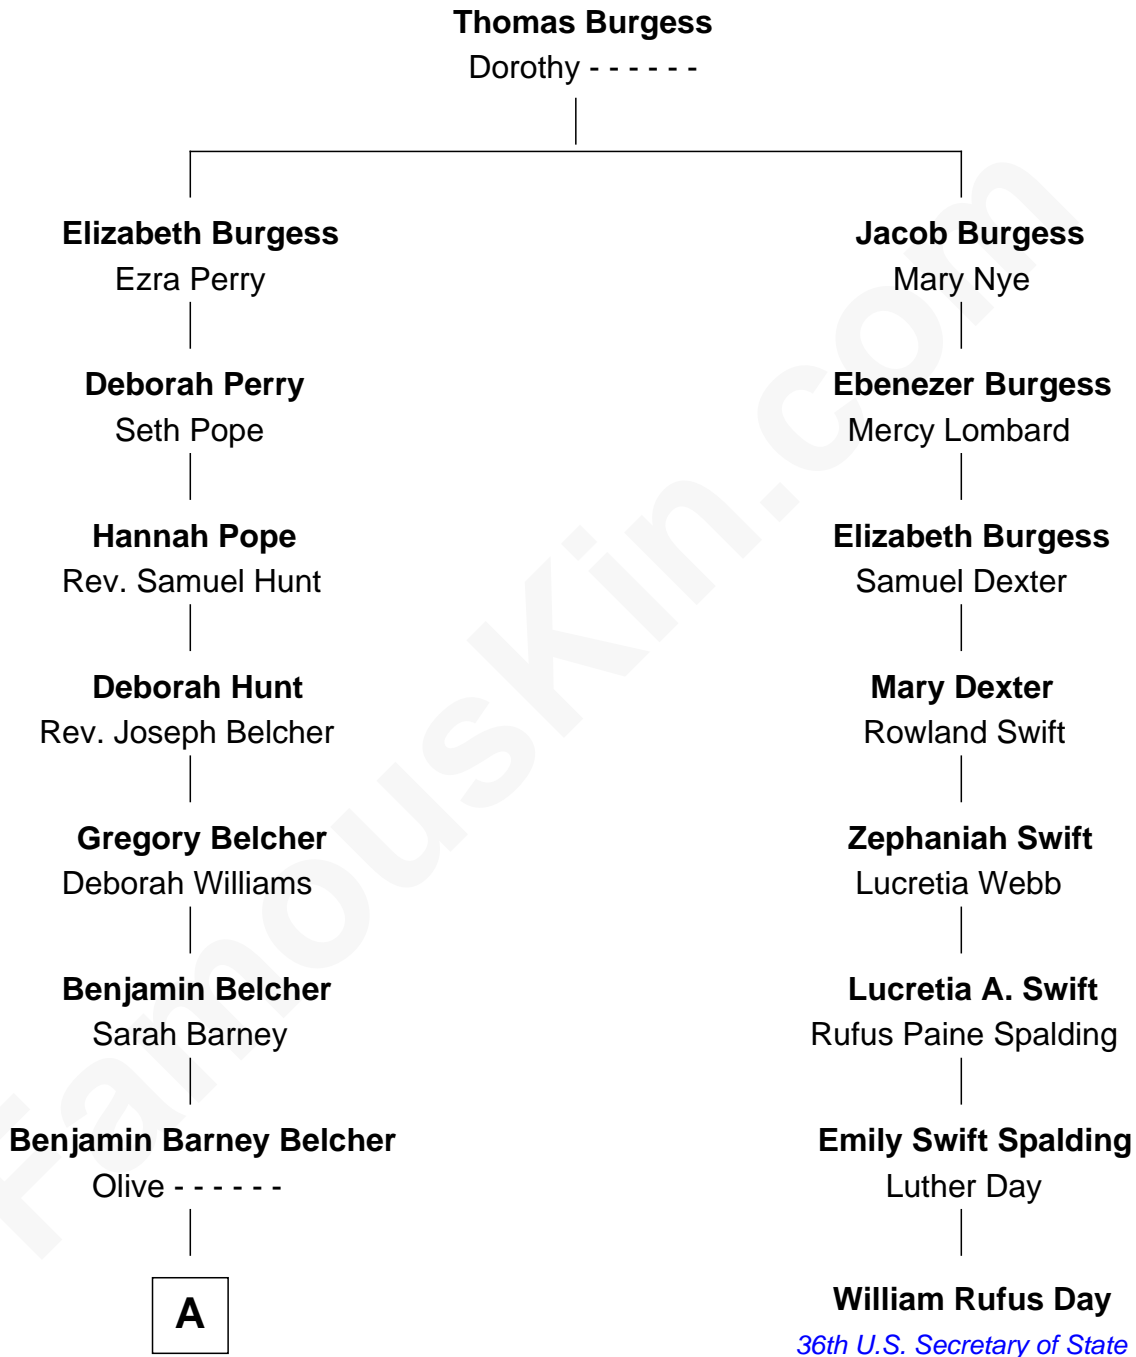 Thomas Burgess
Dorothy - - - - - -
Elizabeth Burgess
Ezra Perry
Jacob Burgess
Mary Nye
Deborah Perry
Seth Pope
Ebenezer Burgess
Mercy Lombard
Hannah Pope
Rev. Samuel Hunt
Elizabeth Burgess
Samuel Dexter
Deborah Hunt
Rev. Joseph Belcher
Mary Dexter
Rowland Swift
Gregory Belcher
Deborah Williams
Zephaniah Swift
Lucretia Webb
Benjamin Belcher
Sarah Barney
Lucretia A. Swift
Rufus Paine Spalding
Benjamin Barney Belcher
Olive - - - - - -
Emily Swift Spalding
Luther Day
A
William Rufus Day
36th U.S. Secretary of State
FamousKin.com